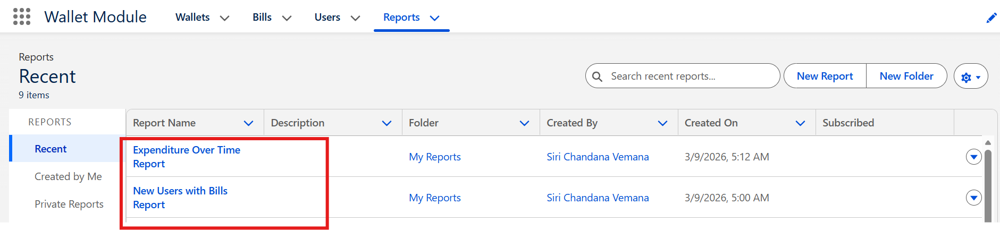 Wallet Module
Wallets
Bills
Users
Reports
Reports
Recent
9 items
Search recent reports...
New Report
New Folder
REPORTS
Recent
Created by Me
Private Reports
Report Name
Description
Folder
Created By
Created On
Subscribed
Expenditure Over Time
Report
My Reports
Siri Chandana Vemana
3/9/2026, 5:12 AM
New Users with Bills
Report
My Reports
Siri Chandana Vemana
3/9/2026, 5:00 AM